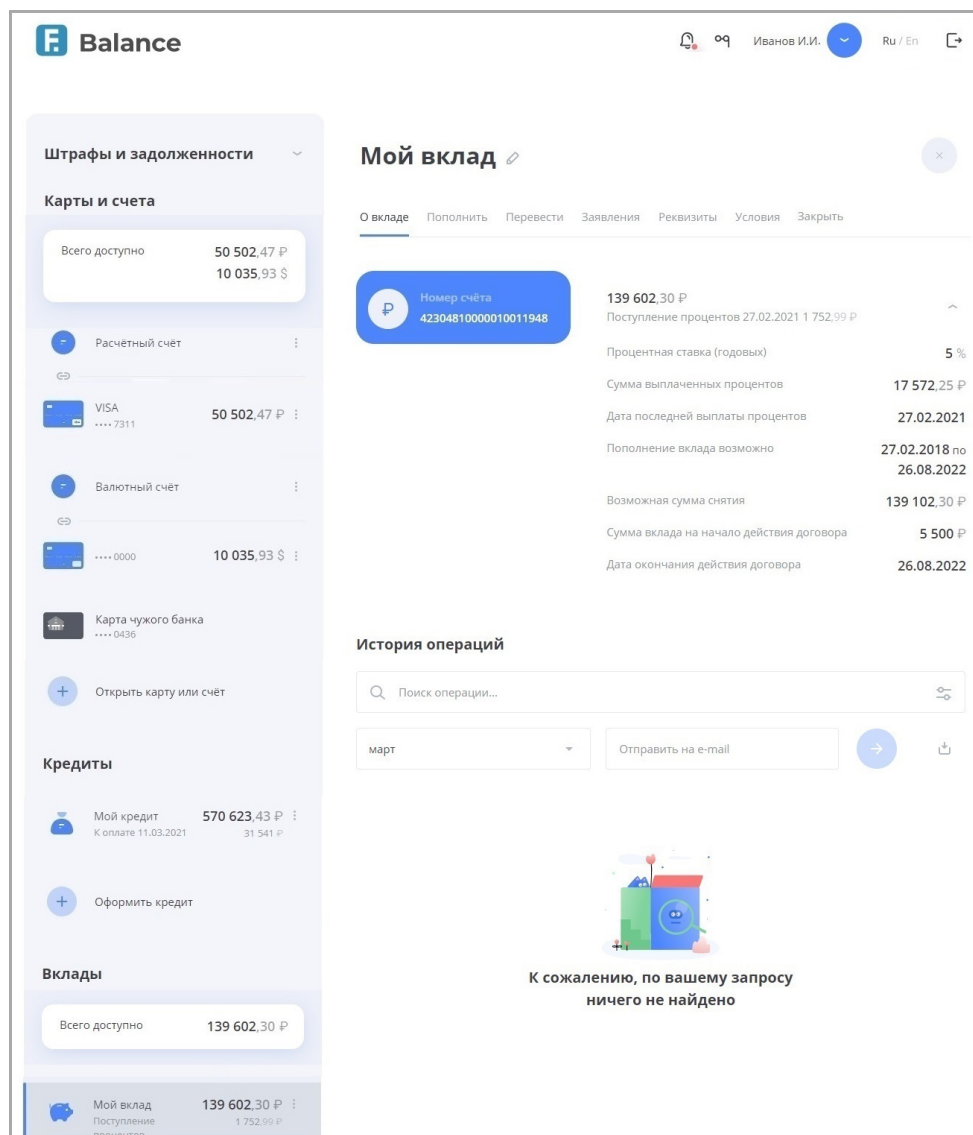 F. Balance
Иванов И.И.
Ru / En
Штрафы и задолженности
Карты и счета
Всего доступно 50 502,47 ₽
10 035,93 $
Расчётный счёт
VISA 50 502,47 ₽
•••• 7311
Валютный счёт
•••• 0000 10 035,93 $
Карта чужого банка
•••• 0436
Открыть карту или счёт
Кредиты
Мой кредит 570 623,43 ₽
К оплате 11.03.2021 31 541 ₽
Оформить кредит
Вклады
Всего доступно 139 602,30 ₽
Мой вклад 139 602,30 ₽
Поступление 1 752,99 ₽
процентов
Мой вклад
О вкладе Пополнить Перевести Заявления Реквизиты Условия Закрыть
₽
Номер счёта
42304810000010011948
139 602,30 ₽
Поступление процентов 27.02.2021 1 752,99 ₽
Процентная ставка (годовых) 5 %
Сумма выплаченных процентов 17 572,25 ₽
Дата последней выплаты процентов 27.02.2021
Пополнение вклада возможно 27.02.2018 по
26.08.2022
Возможная сумма снятия 139 102,30 ₽
Сумма вклада на начало действия договора 5 500 ₽
Дата окончания действия договора 26.08.2022
История операций
Поиск операции...
март
Отправить на e-mail
К сожалению, по вашему запросу
ничего не найдено